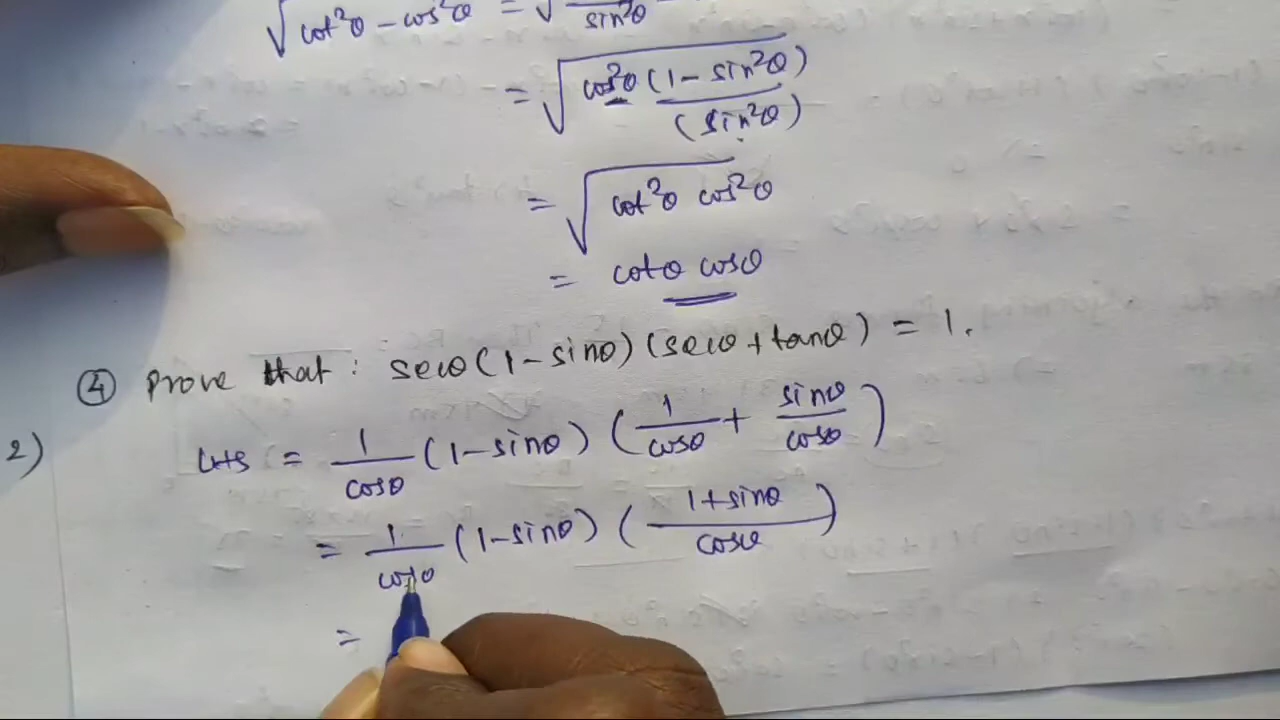 √cot²θ - cos²θ = √ / sin²θ
= √cos²θ (1 - sin²θ) / (sin²θ)
= √cot²θ cos²θ
= cotθ cosθ
④ Prove that : secθ (1 - sinθ) (secθ + tanθ) = 1.
2)
LHS = 1/cosθ (1 - sinθ) (1/cosθ + sinθ/cosθ)
= 1/cosθ (1 - sinθ) (1 + sinθ / cosθ)
=